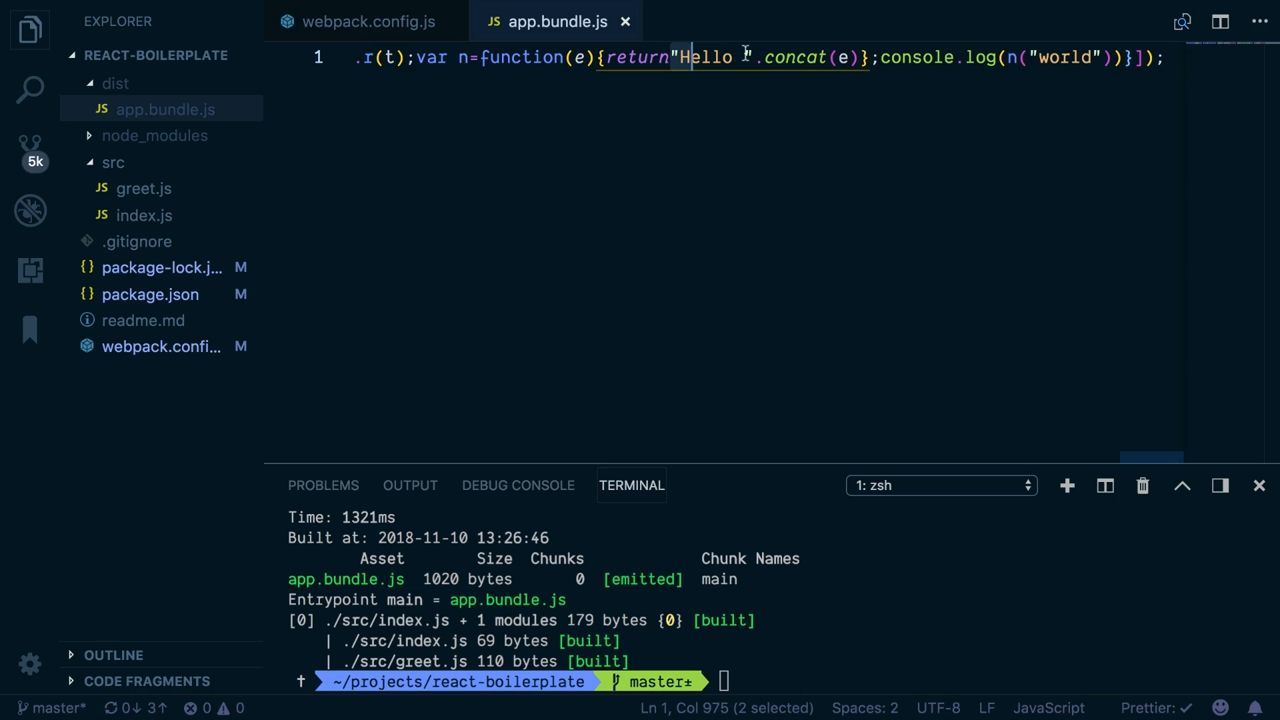 EXPLORER
webpack.config.js
JS app.bundle.js ×
REACT-BOILERPLATE
1 .r(t);var n=function(e){return"Hello ".concat(e)};console.log(n("world"))}]);
dist
JS app.bundle.js
node_modules
5k
src
JS greet.js
JS index.js
.gitignore
{} package-lock.j... M
{} package.json M
readme.md
webpack.confi... M
PROBLEMS OUTPUT DEBUG CONSOLE TERMINAL 1: zsh
Time: 1321ms
Built at: 2018-11-10 13:26:46
Asset Size Chunks Chunk Names
app.bundle.js 1020 bytes 0 [emitted] main
Entrypoint main = app.bundle.js
[0] ./src/index.js + 1 modules 179 bytes {0} [built]
| ./src/index.js 69 bytes [built]
| ./src/greet.js 110 bytes [built]
† ~/projects/react-boilerplate master±
OUTLINE
CODE FRAGMENTS
master* 0↓ 3↑ 0 0 Ln 1, Col 975 (2 selected) Spaces: 2 UTF-8 LF JavaScript Prettier: ✓